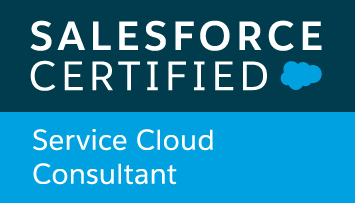 SALESFORCE
CERTIFIED
Service Cloud
Consultant